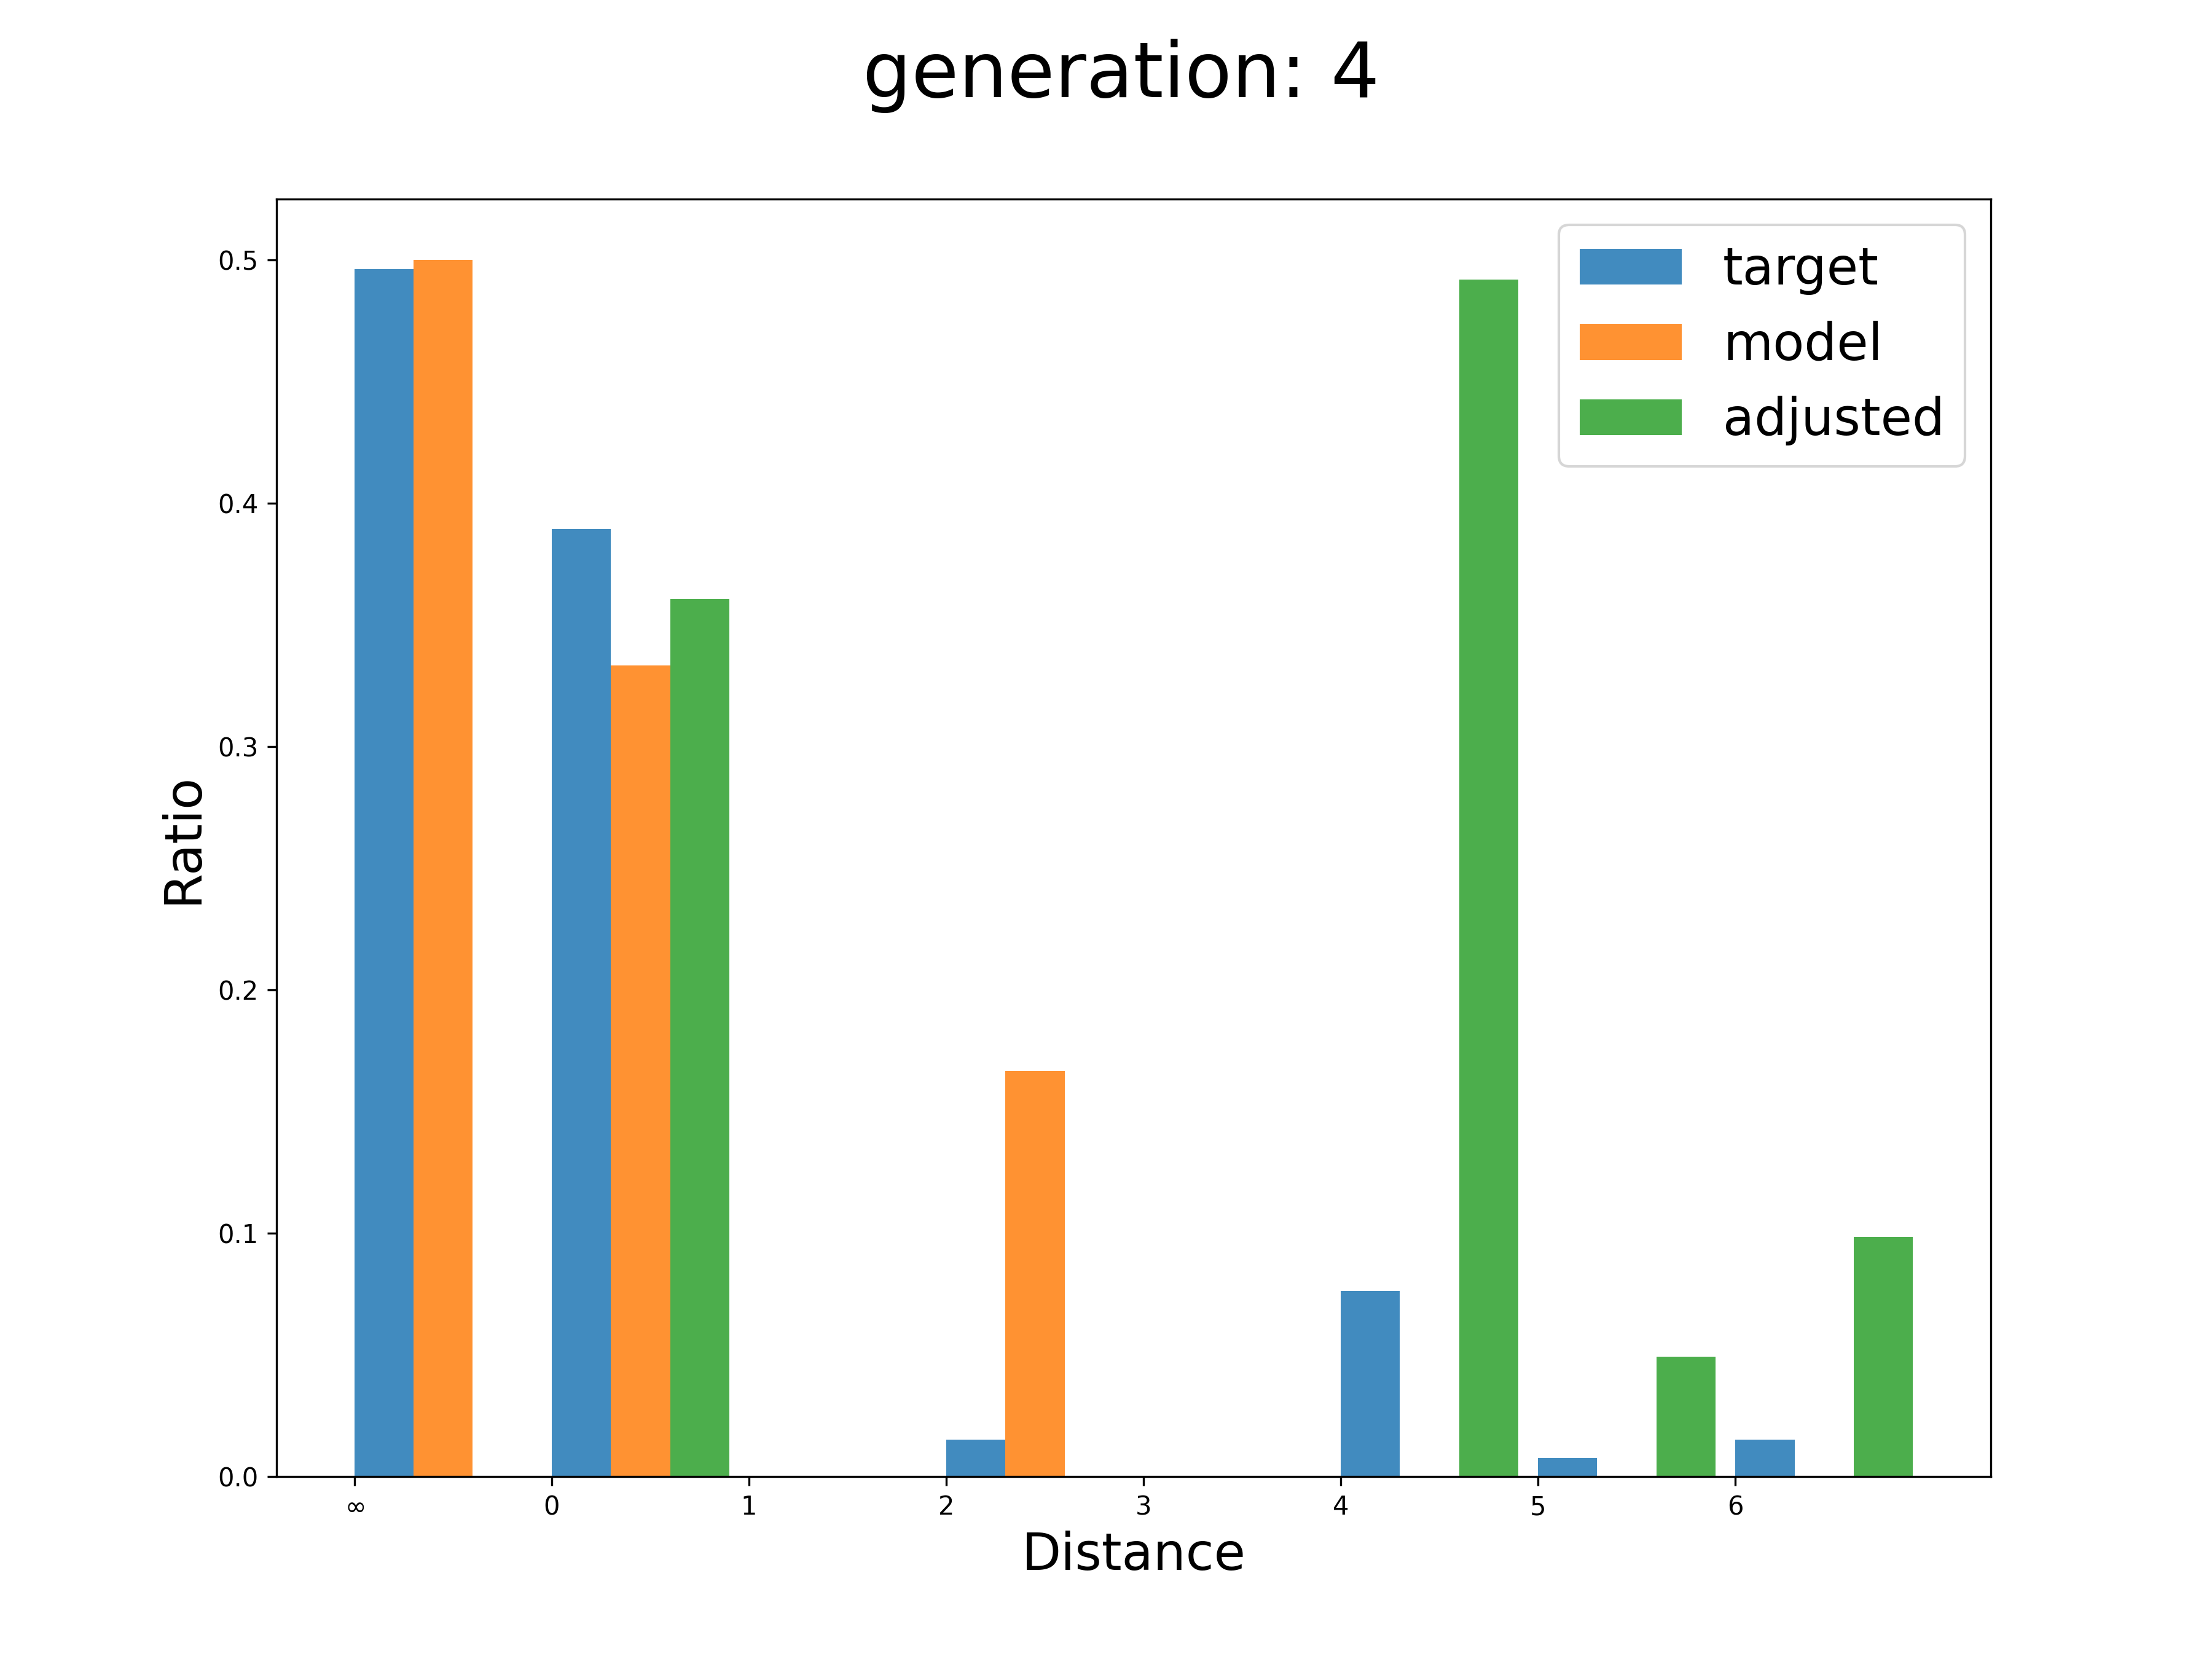 generation: 4
target
model
adjusted
Ratio
0.5
0.4
0.3
0.2
0.1
0.0
∞ 0 1 2 3 4 5 6
Distance